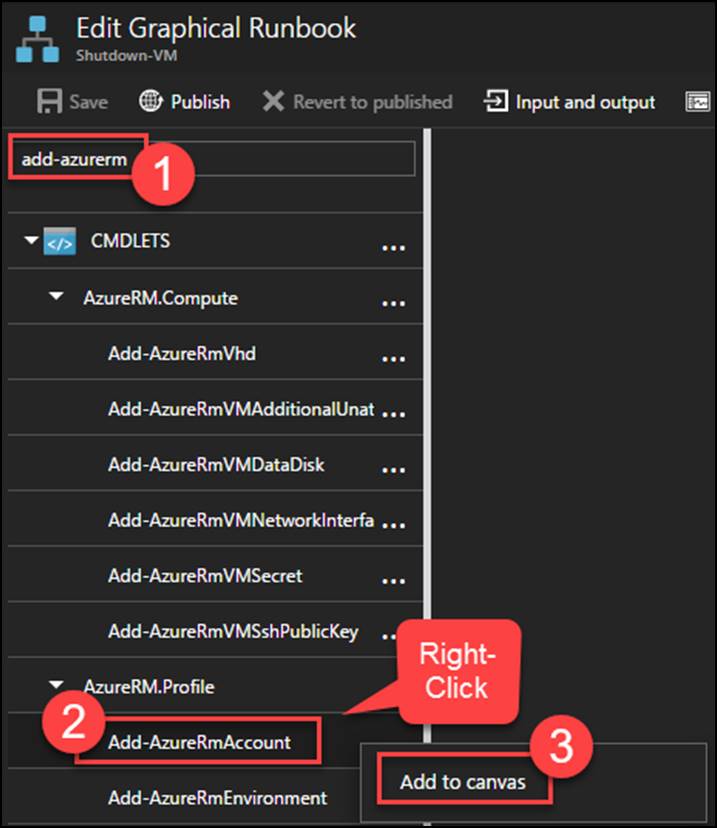 Edit Graphical Runbook
Shutdown-VM
Save Publish Revert to published Input and output
add-azurerm
1
</> CMDLETS ...
AzureRM.Compute ...
Add-AzureRmVhd ...
Add-AzureRmVMAdditionalUnat ...
Add-AzureRmVMDataDisk ...
Add-AzureRmVMNetworkInterfa ...
Add-AzureRmVMSecret ...
Add-AzureRmVMSshPublicKey ..
Right-
Click
AzureRM.Profile
2
Add-AzureRmAccount
3
Add to canvas
Add-AzureRmEnvironment